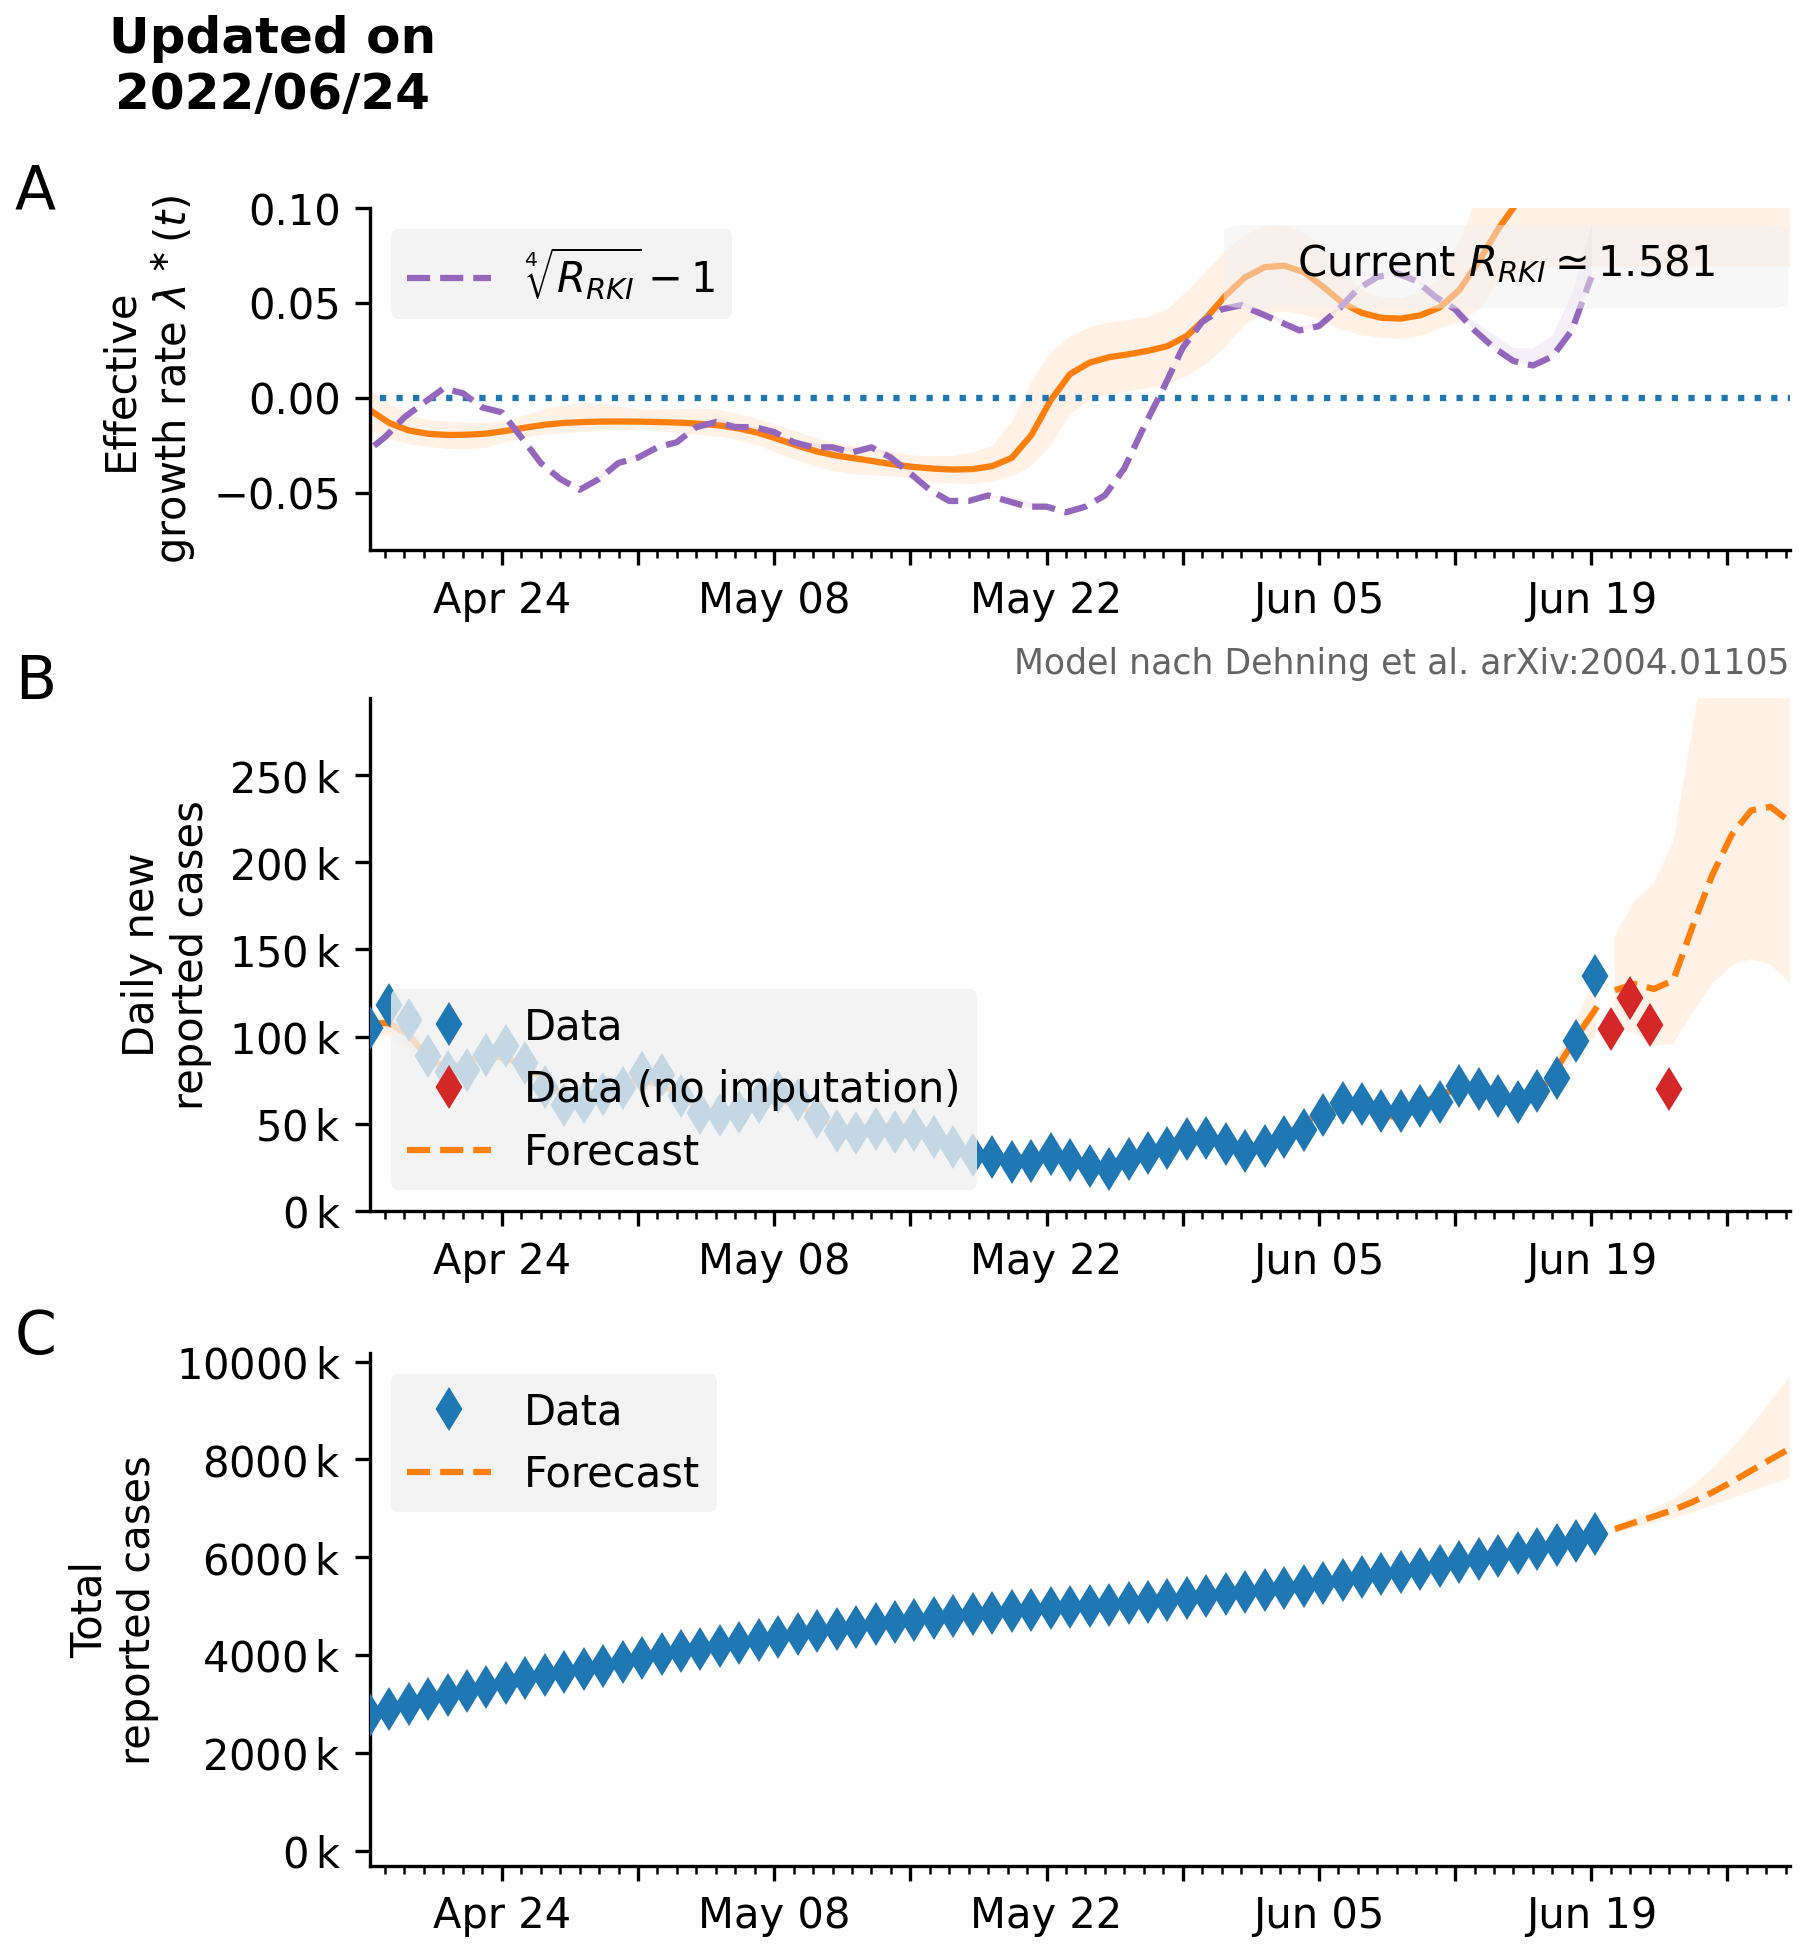 Updated on
2022/06/24
A
Effective
growth rate λ * (t)
0.10
0.05
0.00
−0.05
∜R_RKI − 1
Current R_RKI ≃ 1.581
Apr 24
May 08
May 22
Jun 05
Jun 19
B
Model nach Dehning et al. arXiv:2004.01105
Daily new
reported cases
250 k
200 k
150 k
100 k
50 k
0 k
Data
Data (no imputation)
Forecast
Apr 24
May 08
May 22
Jun 05
Jun 19
C
Total
reported cases
10000 k
8000 k
6000 k
4000 k
2000 k
0 k
Data
Forecast
Apr 24
May 08
May 22
Jun 05
Jun 19